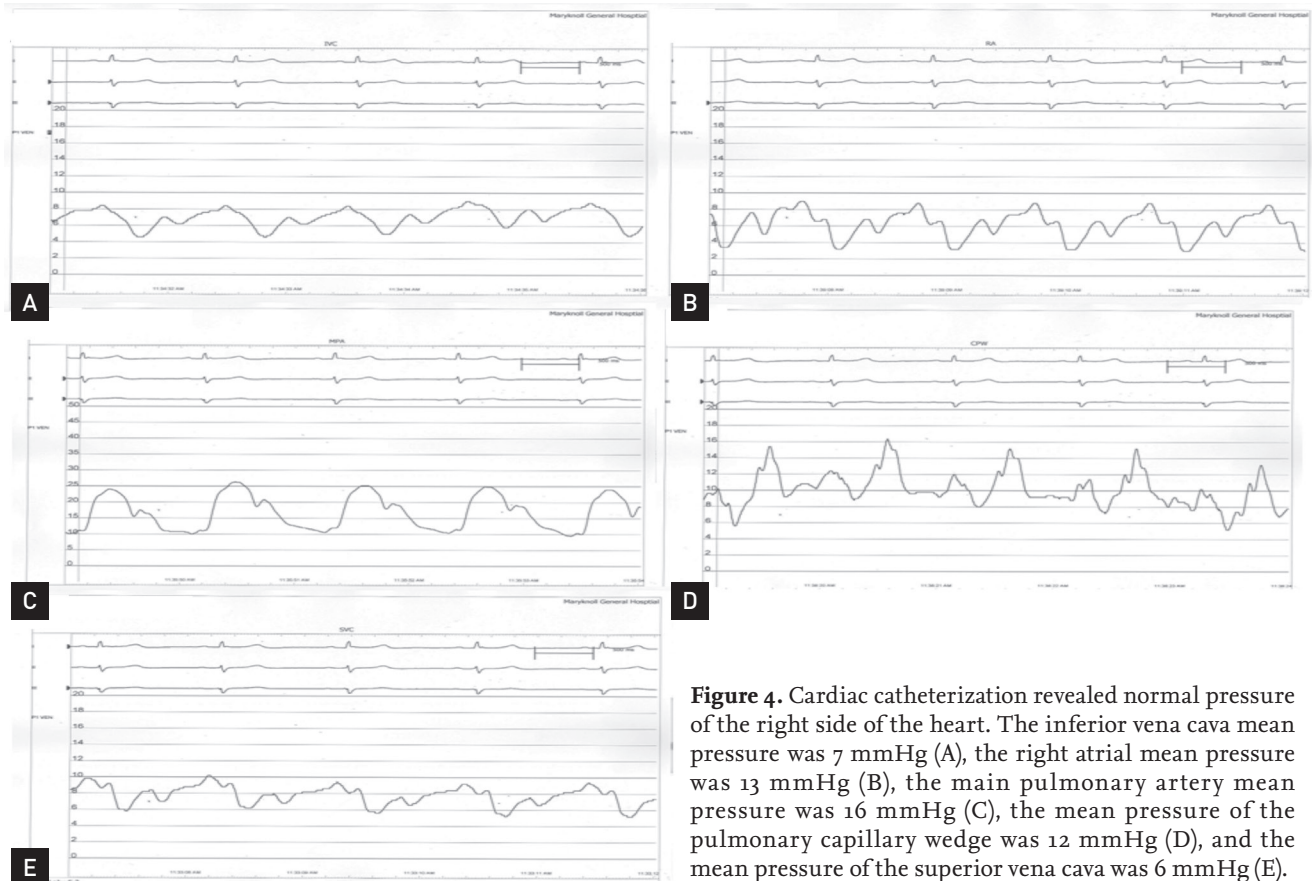 Maryknoll General Hosptial
IVC
20
18
16
14
12
10
8
6
4
2
0
A
Maryknoll General Hosptial
RA
20
18
16
14
12
10
8
6
4
2
0
B
Maryknoll General Hosptial
MPA
50
45
40
35
30
25
20
15
10
5
0
C
Maryknoll General Hosptial
CPW
20
18
16
14
12
10
8
6
4
2
0
D
Maryknoll General Hosptial
SVC
20
18
16
14
12
10
8
6
4
2
0
E
Figure 4. Cardiac catheterization revealed normal pressure
of the right side of the heart. The inferior vena cava mean
pressure was 7 mmHg (A), the right atrial mean pressure
was 13 mmHg (B), the main pulmonary artery mean
pressure was 16 mmHg (C), the mean pressure of the
pulmonary capillary wedge was 12 mmHg (D), and the
mean pressure of the superior vena cava was 6 mmHg (E).